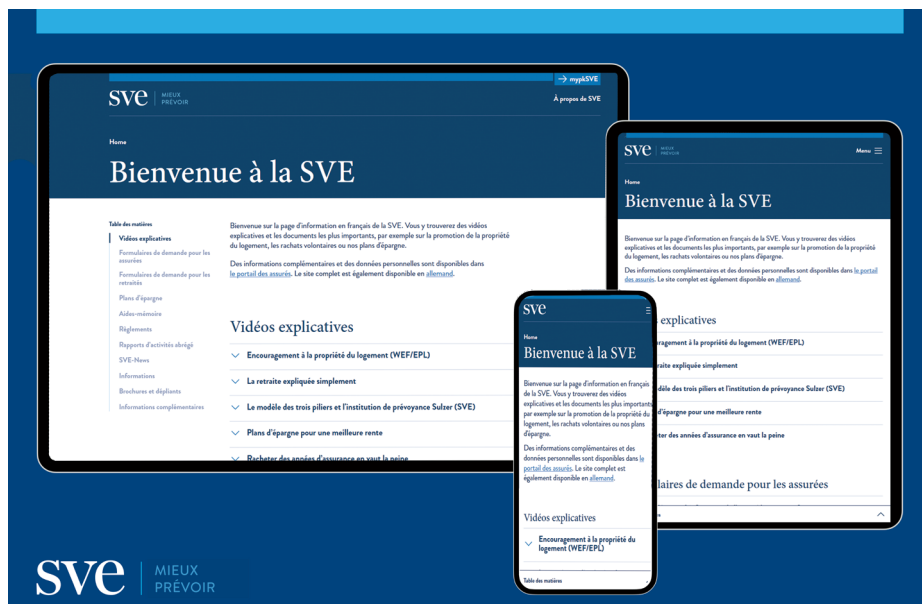 → mypkSVE
sve MIEUX
PRÉVOIR
À propos de SVE
Home
Bienvenue à la SVE
Table des matières
Vidéos explicatives
Formulaires de demande pour les
assurées
Formulaires de demande pour les
retraités
Plans d'épargne
Aides-mémoire
Règlements
Rapports d'activités abrégé
SVE-News
Informations
Brochures et dépliants
Informations complémentaires
Bienvenue sur la page d'information en français de la SVE. Vous y trouverez des vidéos
explicatives et les documents les plus importants, par exemple sur la promotion de la propriété
du logement, les rachats volontaires ou nos plans d'épargne.
Des informations complémentaires et des données personnelles sont disponibles dans
le portail des assurés. Le site complet est également disponible en allemand.
Vidéos explicatives
Encouragement à la propriété du logement (WEF/EPL)
La retraite expliquée simplement
Le modèle des trois piliers et l'institution de prévoyance Sulzer (SVE)
Plans d'épargne pour une meilleure rente
Racheter des années d'assurance en vaut la peine
sve MIEUX
PRÉVOIR
Menu
Home
Bienvenue à la SVE
Bienvenue sur la page d'information en français de la SVE. Vous y trouverez des vidéos
explicatives et les documents les plus importants, par exemple sur la promotion de la propriété
du logement, les rachats volontaires ou nos plans d'épargne.
Des informations complémentaires et des données personnelles sont disponibles dans le portail
des assurés. Le site complet est également disponible en allemand.
explicatives
ragement à la propriété du logement (WEF/EPL)
raite expliquée simplement
dèle des trois piliers et l'institution de prévoyance Sulzer (SVE)
d'épargne pour une meilleure rente
ter des années d'assurance en vaut la peine
laires de demande pour les assurées
sve
Home
Bienvenue à la SVE
Bienvenue sur la page d'information en français
de la SVE. Vous y trouverez des vidéos
explicatives et les documents les plus importants,
par exemple sur la promotion de la propriété du
logement, les rachats volontaires ou nos plans
d'épargne.
Des informations complémentaires et des
données personnelles sont disponibles dans le
portail des assurés. Le site complet est
également disponible en allemand.
Vidéos explicatives
Encouragement à la propriété du
logement (WEF/EPL)
Table des matières
sve MIEUX
PRÉVOIR